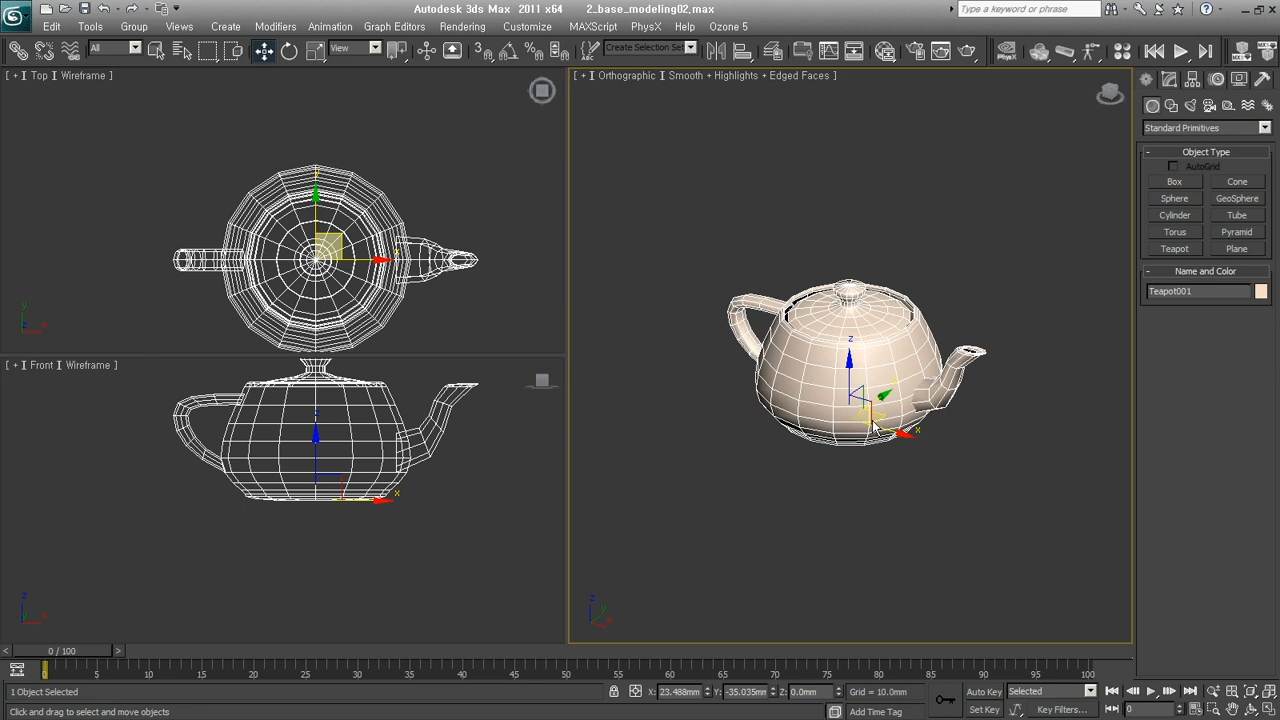 Autodesk 3ds Max 2011 x64 2_base_modeling02.max
Type a keyword or phrase
Edit Tools Group Views Create Modifiers Animation Graph Editors Rendering Customize MAXScript PhysX Ozone 5
All View Create Selection Set PhysX
[ + ] Top ] Wireframe ]
[ + ] Orthographic ] Smooth + Highlights + Edged Faces ]
Standard Primitives
Object Type
AutoGrid
Box Cone
Sphere GeoSphere
Cylinder Tube
Torus Pyramid
Teapot Plane
Name and Color
Teapot001
[ + ] Front ] Wireframe ]
0 / 100
0 5 10 15 20 25 30 35 40 45 50 55 60 65 70 75 80 85 90 95 100
1 Object Selected X: 23.488mm Y: -35.035mm Z: 0.0mm Grid = 10.0mm Auto Key Selected
Click and drag to select and move objects Add Time Tag Set Key Key Filters... 0